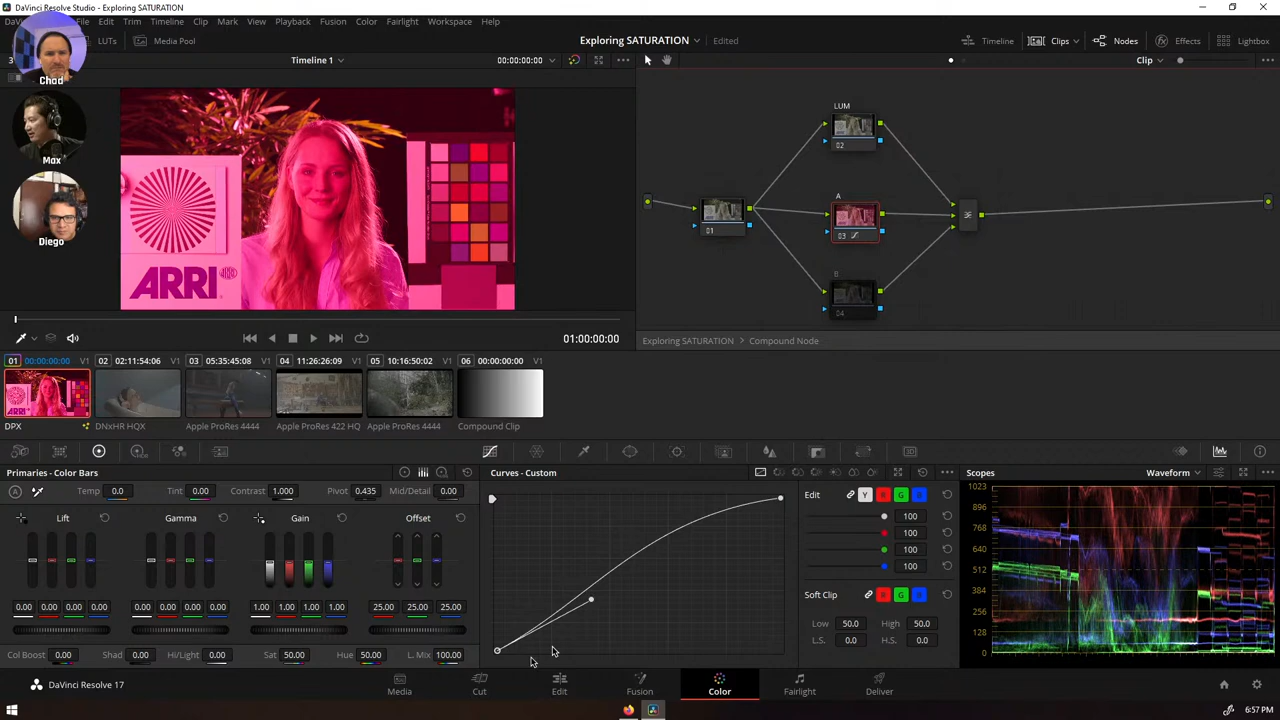 DaVinci Resolve Studio - Exploring SATURATION
File Edit Trim Timeline Clip Mark View Playback Fusion Color Fairlight Workspace Help
LUTs Media Pool Exploring SATURATION Edited Timeline Clips Nodes Effects Lightbox
Timeline 1 00:00:00:00 Clip
Chad
Max
Diego
ARRI
LUM
02
A
01
03
B
04
01:00:00:00
Exploring SATURATION Compound Node
01 00:00:00:00 V1 02 02:11:54:06 V1 03 05:35:45:08 V1 04 11:26:26:09 V1 05 10:16:50:02 V1 06 00:00:00:00 V1
ARRI
DPX DNxHR HQX Apple ProRes 4444 Apple ProRes 422 HQ Apple ProRes 4444 Compound Clip
3D
Primaries - Color Bars Curves - Custom Scopes Waveform
A Temp 0.0 Tint 0.00 Contrast 1.000 Pivot 0.435 Mid/Detail 0.00
Lift Gamma Gain Offset
0.00 0.00 0.00 0.00 0.00 0.00 0.00 0.00 1.00 1.00 1.00 1.00 25.00 25.00 25.00
Col Boost 0.00 Shad 0.00 Hi/Light 0.00 Sat 50.00 Hue 50.00 L. Mix 100.00
Edit Y R G B
100
100
100
100
Soft Clip R G B
Low 50.0 High 50.0
L.S. 0.0 H.S. 0.0
1023
896
768
640
512
384
256
128
0
DaVinci Resolve 17 Media Cut Edit Fusion Color Fairlight Deliver
6:57 PM